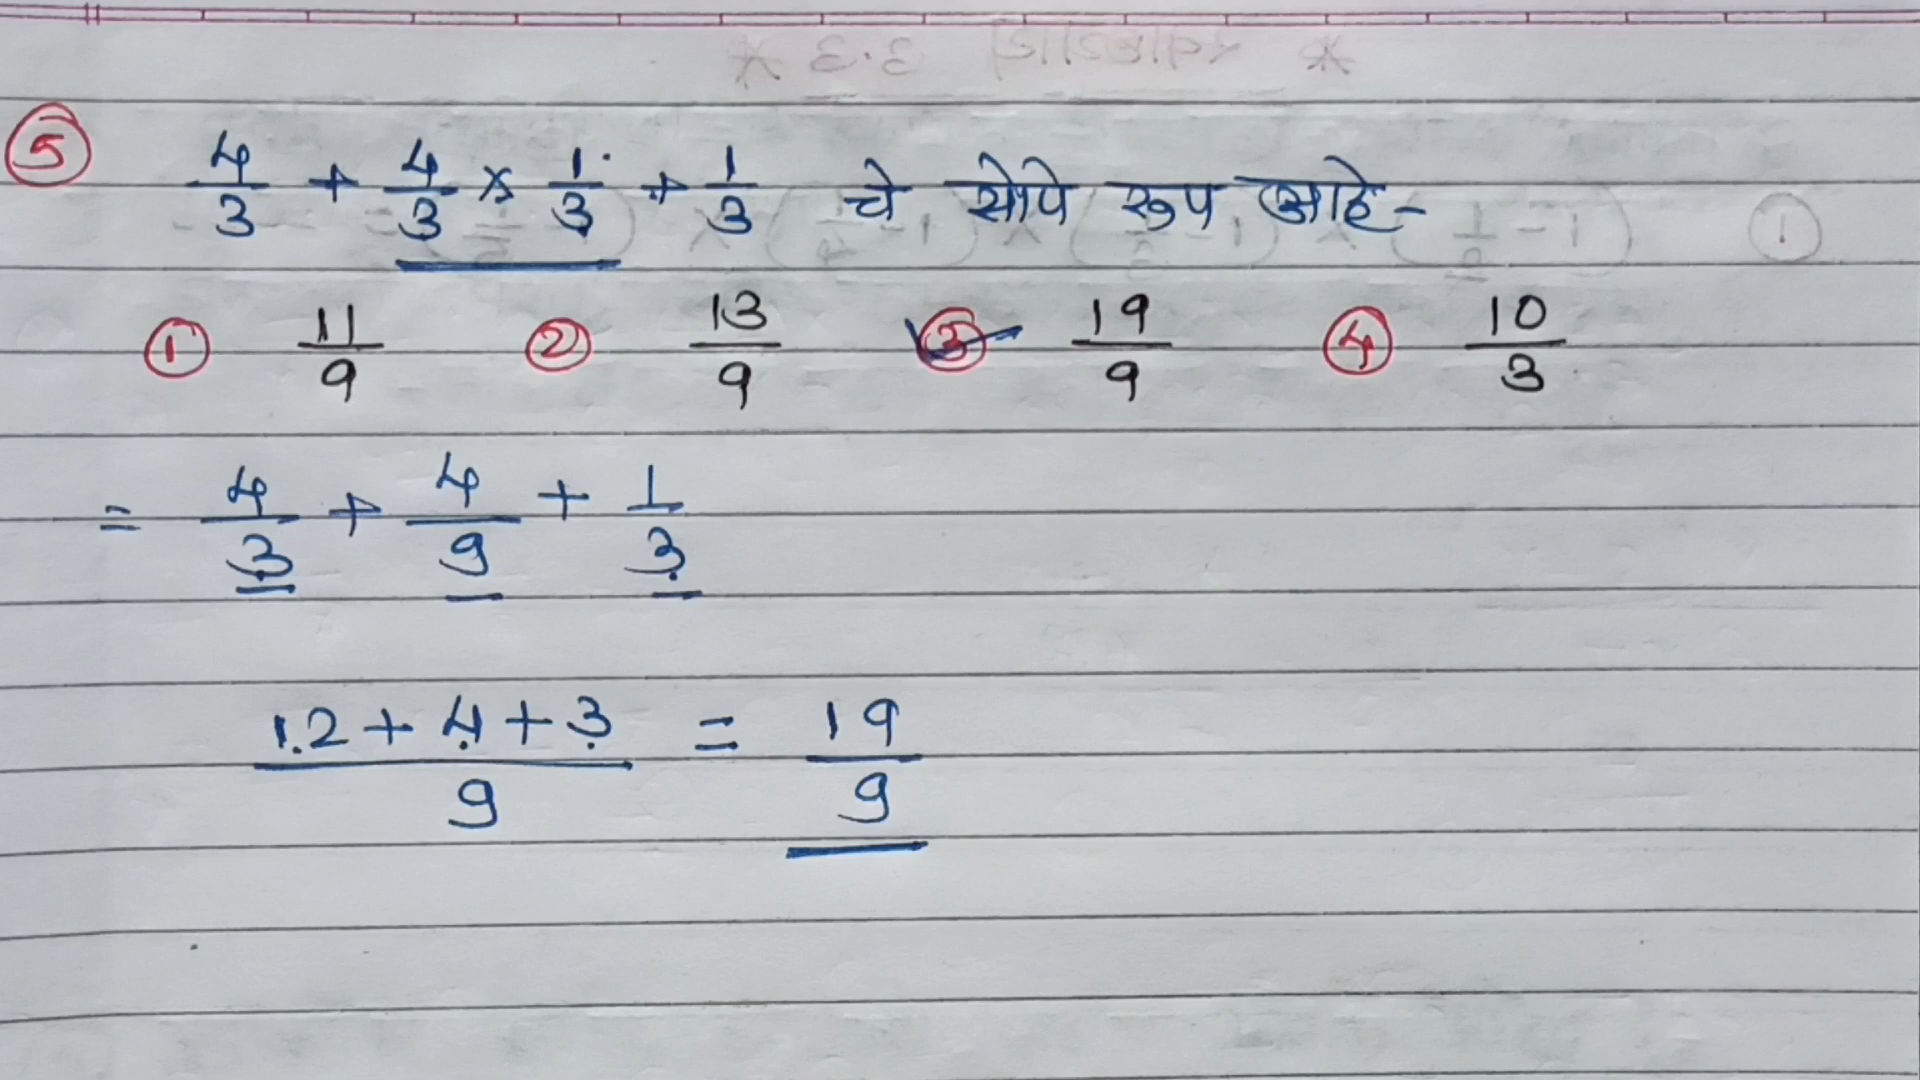 5 4/3 + 4/3 × 1/3 + 1/3 चे सोपे रूप आहे-
1 11/9 2 13/9 3 19/9 4 10/3
= 4/3 + 4/9 + 1/3
12 + 4 + 3 / 9 = 19/9